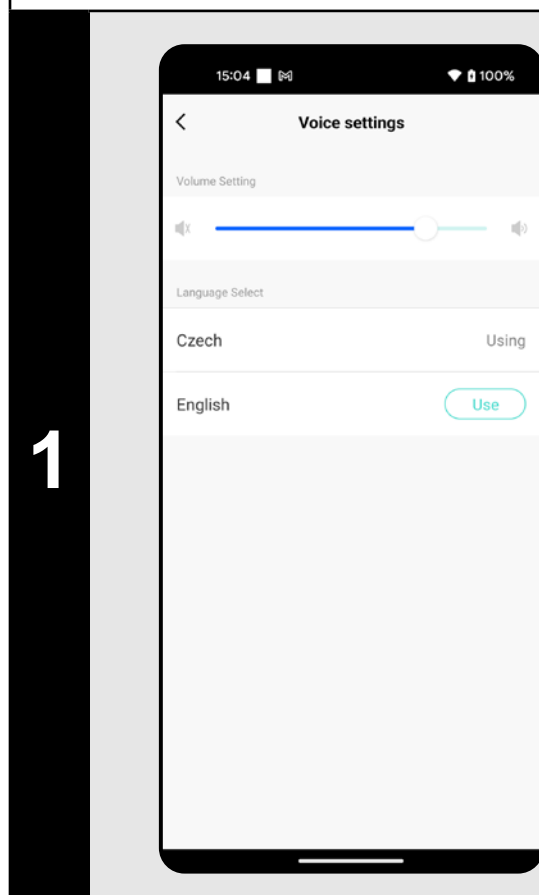 1
15:04 100%
Voice settings
Volume Setting
Language Select
Czech Using
English Use